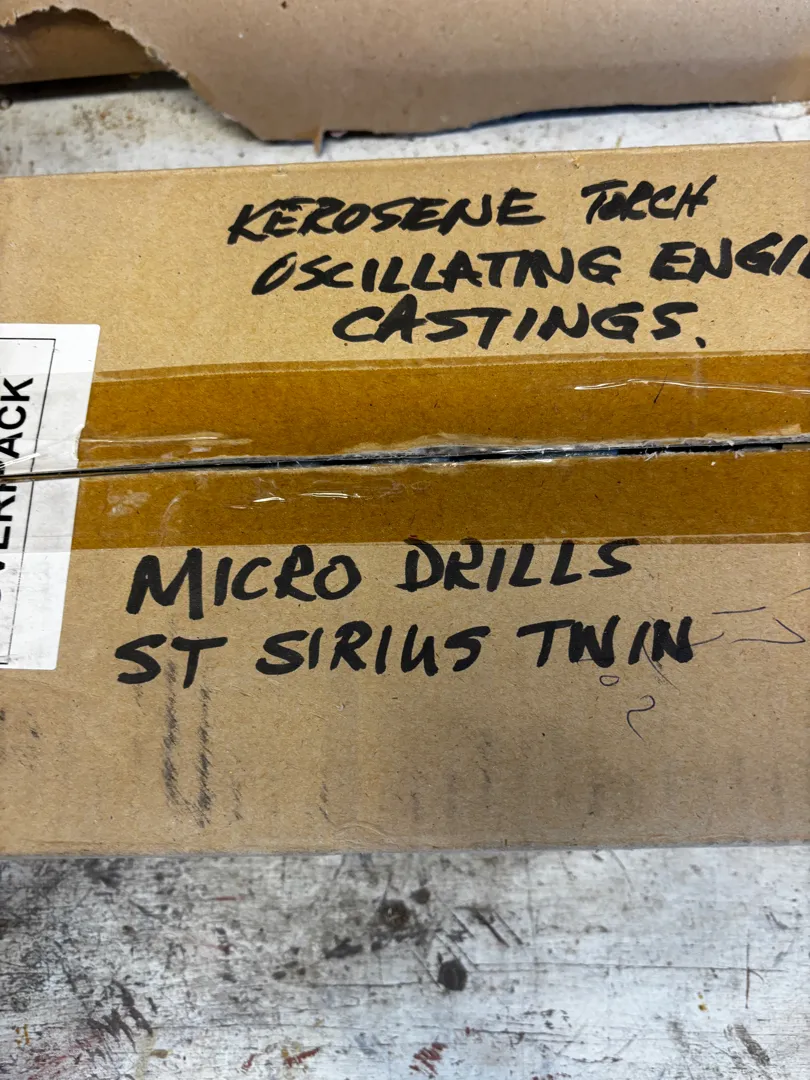 KEROSENE TORCH
OSCILLATING ENGI
CASTINGS.
MICRO DRILLS
ST SIRIUS TWIN